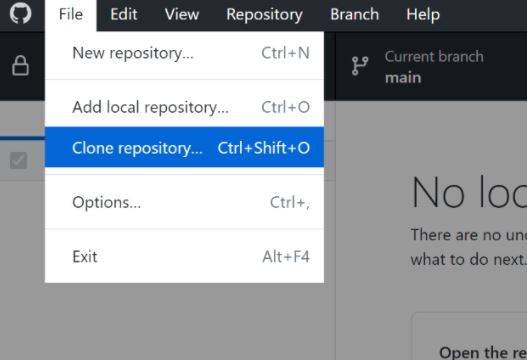 File Edit View Repository Branch Help
New repository... Ctrl+N
Add local repository... Ctrl+O
Clone repository... Ctrl+Shift+O
Options... Ctrl+,
Exit Alt+F4
Current branch
main
No loc
There are no unc
what to do next.
Open the re